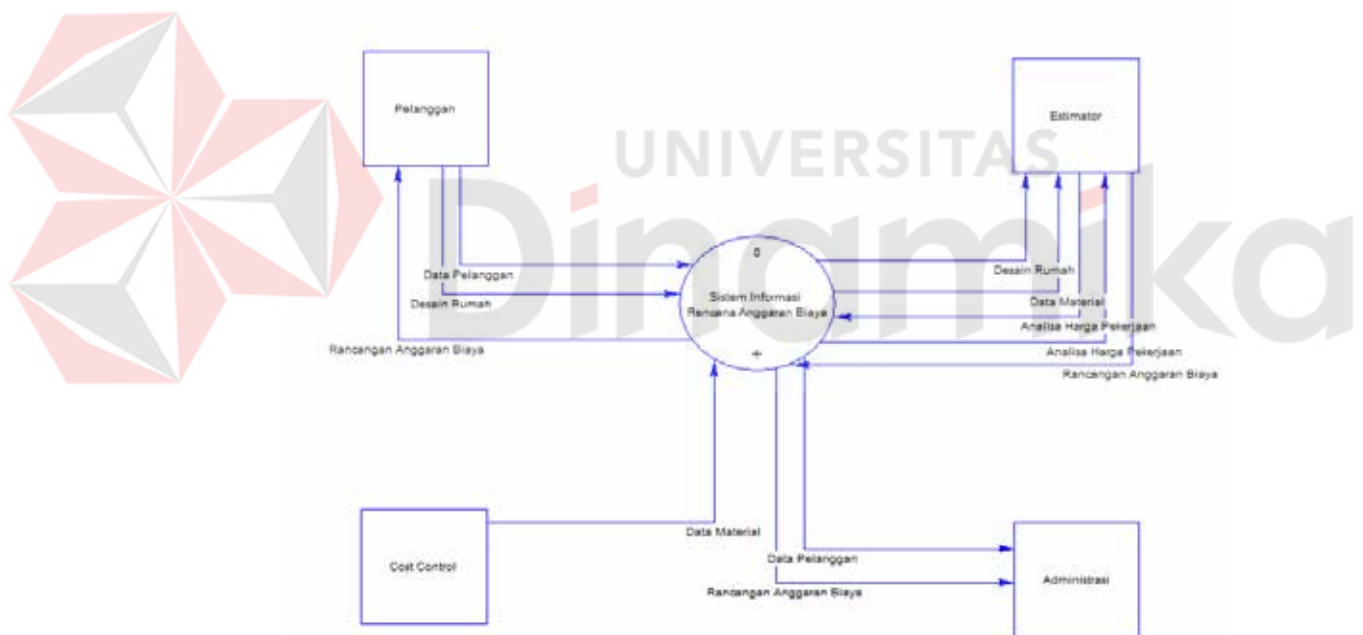 Pelanggan
Estimator
UNIVERSITAS
Dinamika
0
Sistem Informasi
Rencana Anggaran Biaya
+
Data Pelanggan
Desain Rumah
Rancangan Anggaran Biaya
Desain Rumah
Data Material
Analisa Harga Pekerjaan
Analisa Harga Pekerjaan
Rancangan Anggaran Biaya
Data Material
Data Pelanggan
Rancangan Anggaran Biaya
Cost Control
Administrasi